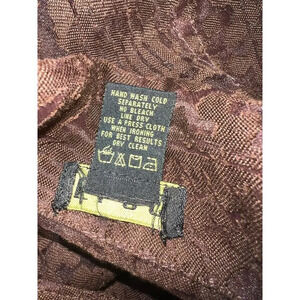 HAND WASH COLD
SEPARATELY
NO BLEACH
LINE DRY
USE A PRESS CLOTH
WHEN IRONING
FOR BEST RESULTS
DRY CLEAN